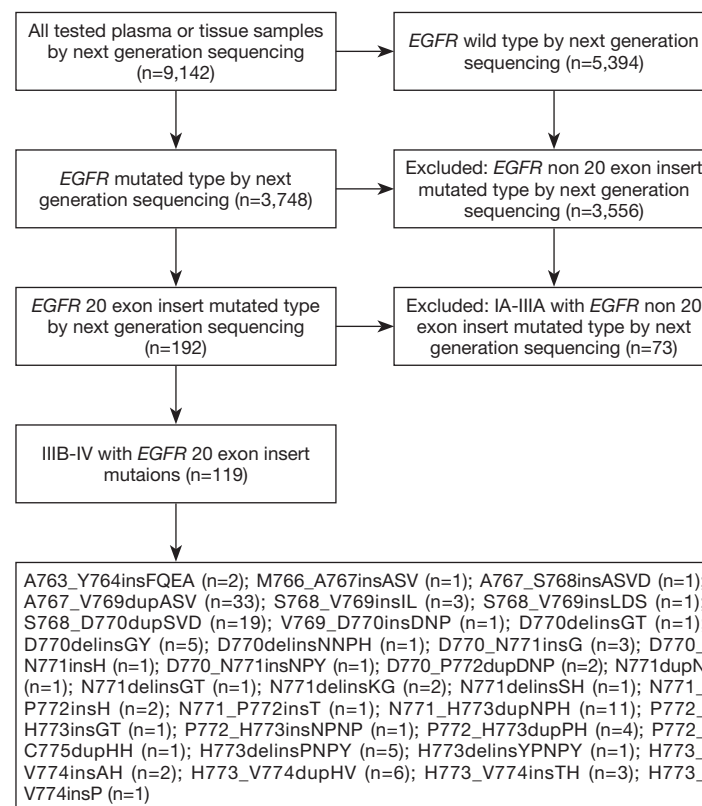 All tested plasma or tissue samples
by next generation sequencing
(n=9,142)
EGFR wild type by next generation
sequencing (n=5,394)
EGFR mutated type by next
generation sequencing (n=3,748)
Excluded: EGFR non 20 exon insert
mutated type by next generation
sequencing (n=3,556)
EGFR 20 exon insert mutated type
by next generation sequencing
(n=192)
Excluded: IA-IIIA with EGFR non 20
exon insert mutated type by next
generation sequencing (n=73)
IIIB-IV with EGFR 20 exon insert
mutaions (n=119)
A763_Y764insFQEA (n=2); M766_A767insASV (n=1); A767_S768insASVD (n=1);
A767_V769dupASV (n=33); S768_V769insIL (n=3); S768_V769insLDS (n=1);
S768_D770dupSVD (n=19); V769_D770insDNP (n=1); D770delinsGT (n=1)
D770delinsGY (n=5); D770delinsNNPH (n=1); D770_N771insG (n=3); D770_
N771insH (n=1); D770_N771insNPY (n=1); D770_P772dupDNP (n=2); N771dupN
(n=1); N771delinsGT (n=1); N771delinsKG (n=2); N771delinsSH (n=1); N771_
P772insH (n=2); N771_P772insT (n=1); N771_H773dupNPH (n=11); P772_
H773insGT (n=1); P772_H773insNPNP (n=1); P772_H773dupPH (n=4); P772_
C775dupHH (n=1); H773delinsPNPY (n=5); H773delinsYPNPY (n=1); H773_
V774insAH (n=2); H773_V774dupHV (n=6); H773_V774insTH (n=3); H773_
V774insP (n=1)